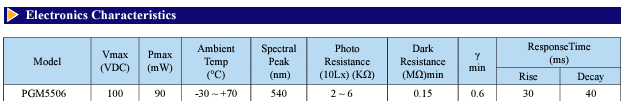 Electronics Characteristics
Model Vmax (VDC) Pmax (mW) Ambient Temp (°C) Spectral Peak (nm) Photo Resistance (10Lx) (KΩ) Dark Resistance (MΩ)min γ min ResponseTime (ms) Rise Decay
PGM5506 100 90 -30 ~ +70 540 2 ~ 6 0.15 0.6 30 40